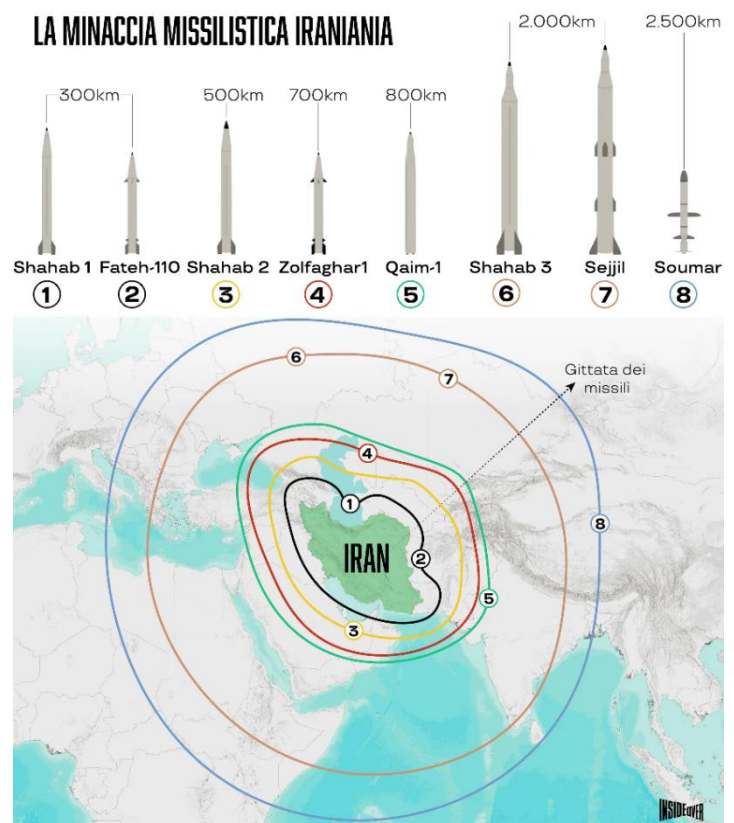 LA MINACCIA MISSILISTICA IRANIANIA
300km
500km
700km
800km
2.000km
2.500km
Shahab 1
Fateh-110
Shahab 2
Zolfaghar1
Qaim-1
Shahab 3
Sejjil
Soumar
1
2
3
4
5
6
7
8
Gittata dei
missili
6
7
4
1
8
IRAN
2
5
3
INSIDEOVER